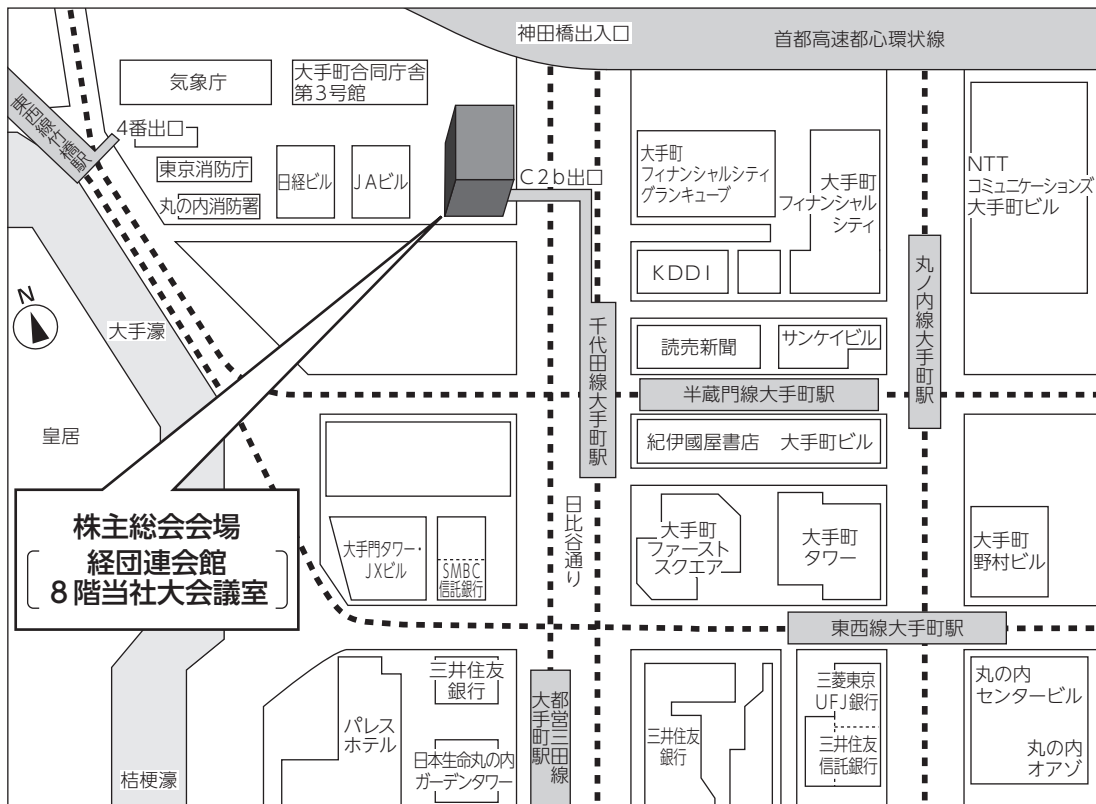 神田橋出入口
首都高速都心環状線
気象庁
大手町合同庁舎
第3号館
東西線竹橋駅
4番出口
東京消防庁
丸の内消防署
日経ビル
JAビル
C2b出口
大手町
フィナンシャルシティ
グランキューブ
大手町
フィナンシャル
シティ
NTT
コミュニケーションズ
大手町ビル
KDDI
丸ノ内線大手町駅
N
大手濠
千代田線大手町駅
読売新聞
サンケイビル
半蔵門線大手町駅
皇居
紀伊國屋書店 大手町ビル
株主総会会場
経団連会館
8階当社大会議室
大手門タワー・
JXビル
SMBC
信託銀行
日比谷通り
大手町
ファースト
スクエア
大手町
タワー
大手町
野村ビル
東西線大手町駅
三井住友
銀行
パレス
ホテル
日本生命丸の内
ガーデンタワー
都営三田線
大手町駅
三井住友
銀行
三菱東京
UFJ銀行
三井住友
信託銀行
丸の内
センタービル
丸の内
オアゾ
桔梗濠